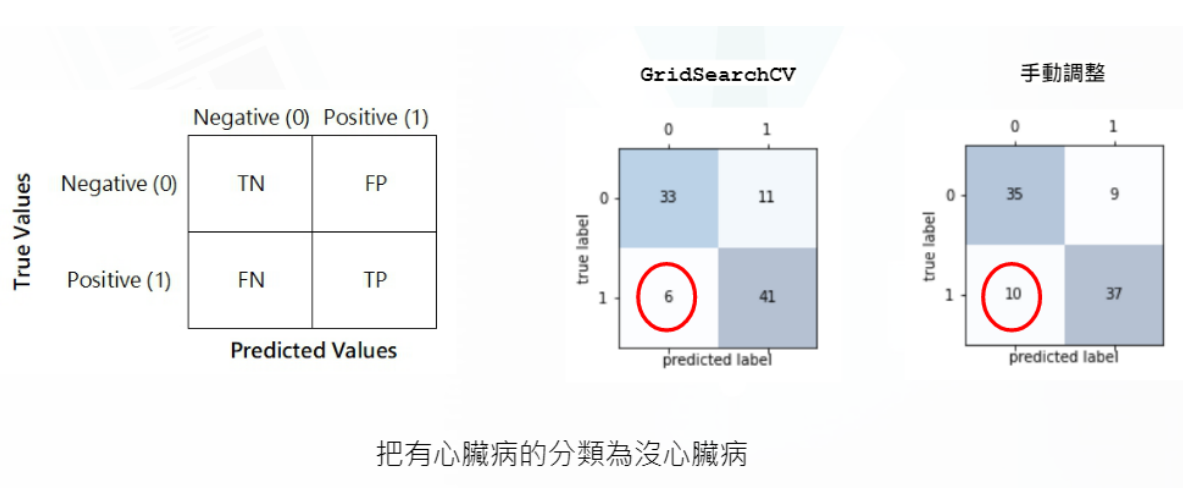 Negative (0) Positive (1)
True Values
Negative (0) TN FP
Positive (1) FN TP
Predicted Values
GridSearchCV
0 1
true label
0 33 11
1 6 41
predicted label
手動調整
0 1
true label
0 35 9
1 10 37
predicted label
把有心臟病的分類為沒心臟病